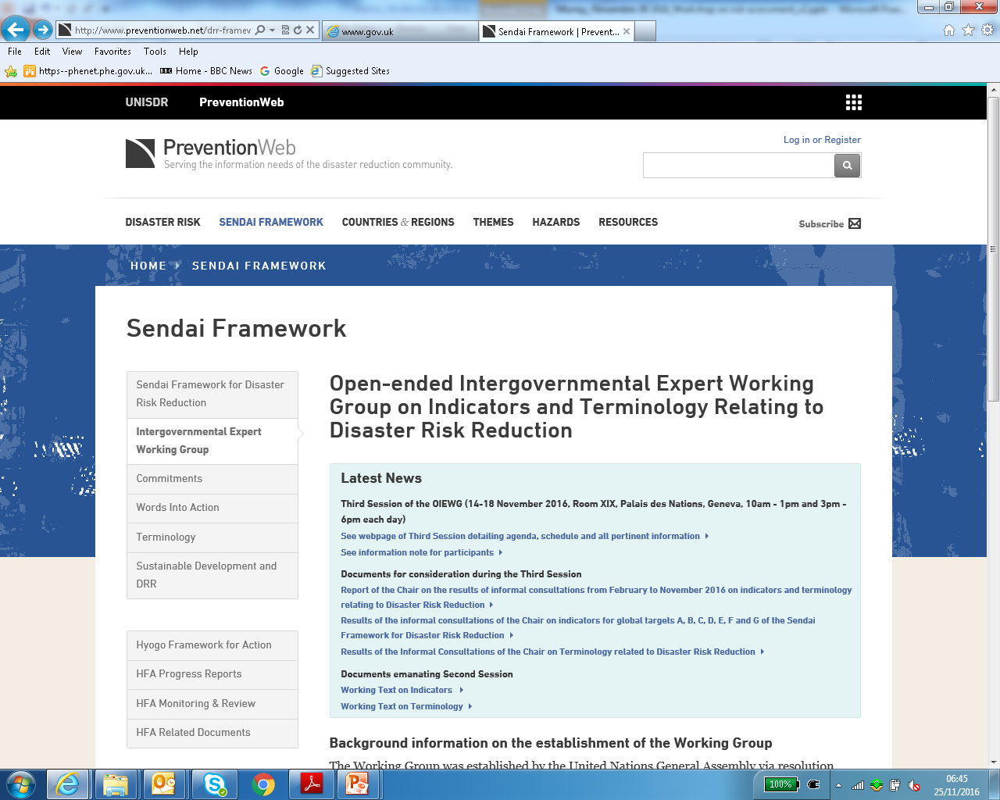 http://www.preventionweb.net/drr-framev
www.gov.uk
Sendai Framework | Prevent...
File Edit View Favorites Tools Help
https--phenet.phe.gov.uk...
BBC Home - BBC News
Google
Suggested Sites
UNISDR PreventionWeb
PreventionWeb
Serving the information needs of the disaster reduction community.
Log in or Register
DISASTER RISK SENDAI FRAMEWORK COUNTRIES & REGIONS THEMES HAZARDS RESOURCES
Subscribe
HOME SENDAI FRAMEWORK
Sendai Framework
Sendai Framework for Disaster
Risk Reduction
Intergovernmental Expert
Working Group
Commitments
Words Into Action
Terminology
Sustainable Development and
DRR
Hyogo Framework for Action
HFA Progress Reports
HFA Monitoring & Review
HFA Related Documents
Open-ended Intergovernmental Expert Working
Group on Indicators and Terminology Relating to
Disaster Risk Reduction
Latest News
Third Session of the OIEWG (14-18 November 2016, Room XIX, Palais des Nations, Geneva, 10am - 1pm and 3pm -
6pm each day)
See webpage of Third Session detailing agenda, schedule and all pertinent information
See information note for participants
Documents for consideration during the Third Session
Report of the Chair on the results of informal consultations from February to November 2016 on indicators and terminology
relating to Disaster Risk Reduction
Results of the informal consultations of the Chair on indicators for global targets A, B, C, D, E, F and G of the Sendai
Framework for Disaster Risk Reduction
Results of the Informal Consultations of the Chair on Terminology related to Disaster Risk Reduction
Documents emanating Second Session
Working Text on Indicators
Working Text on Terminology
Background information on the establishment of the Working Group
The Working Group was established by the United Nations General Assembly via resolution
100%
06:45
25/11/2016